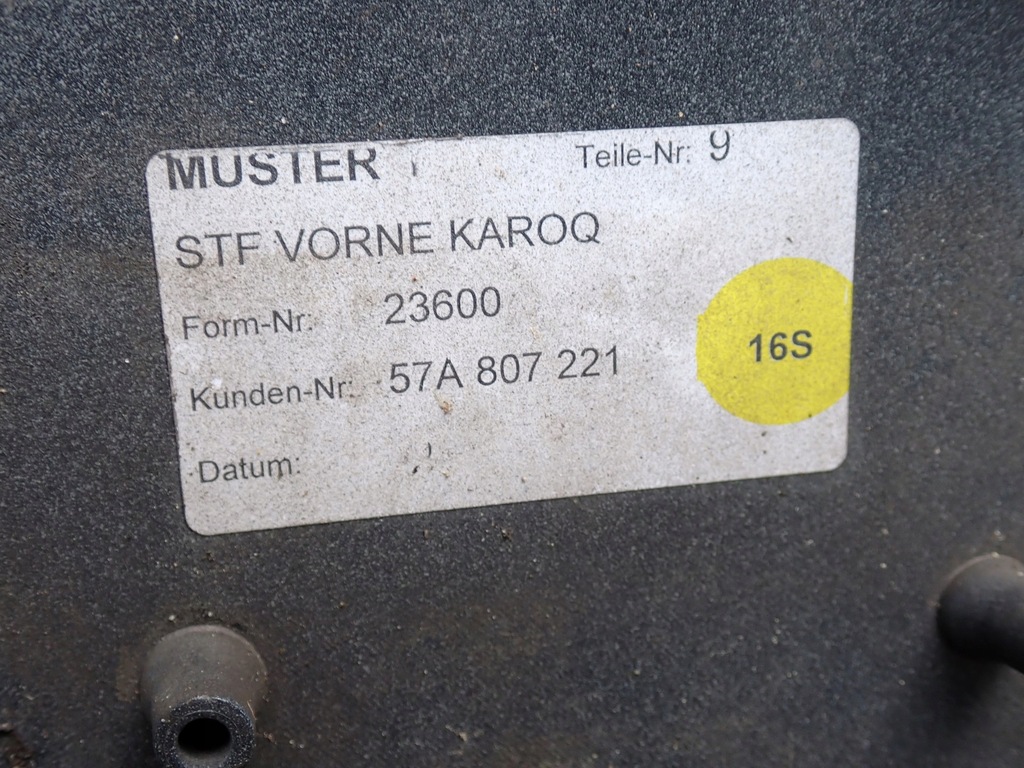 MUSTER Teile-Nr: 9
STF VORNE KAROQ
Form-Nr: 23600
Kunden-Nr: 57A 807 221
16S
Datum: